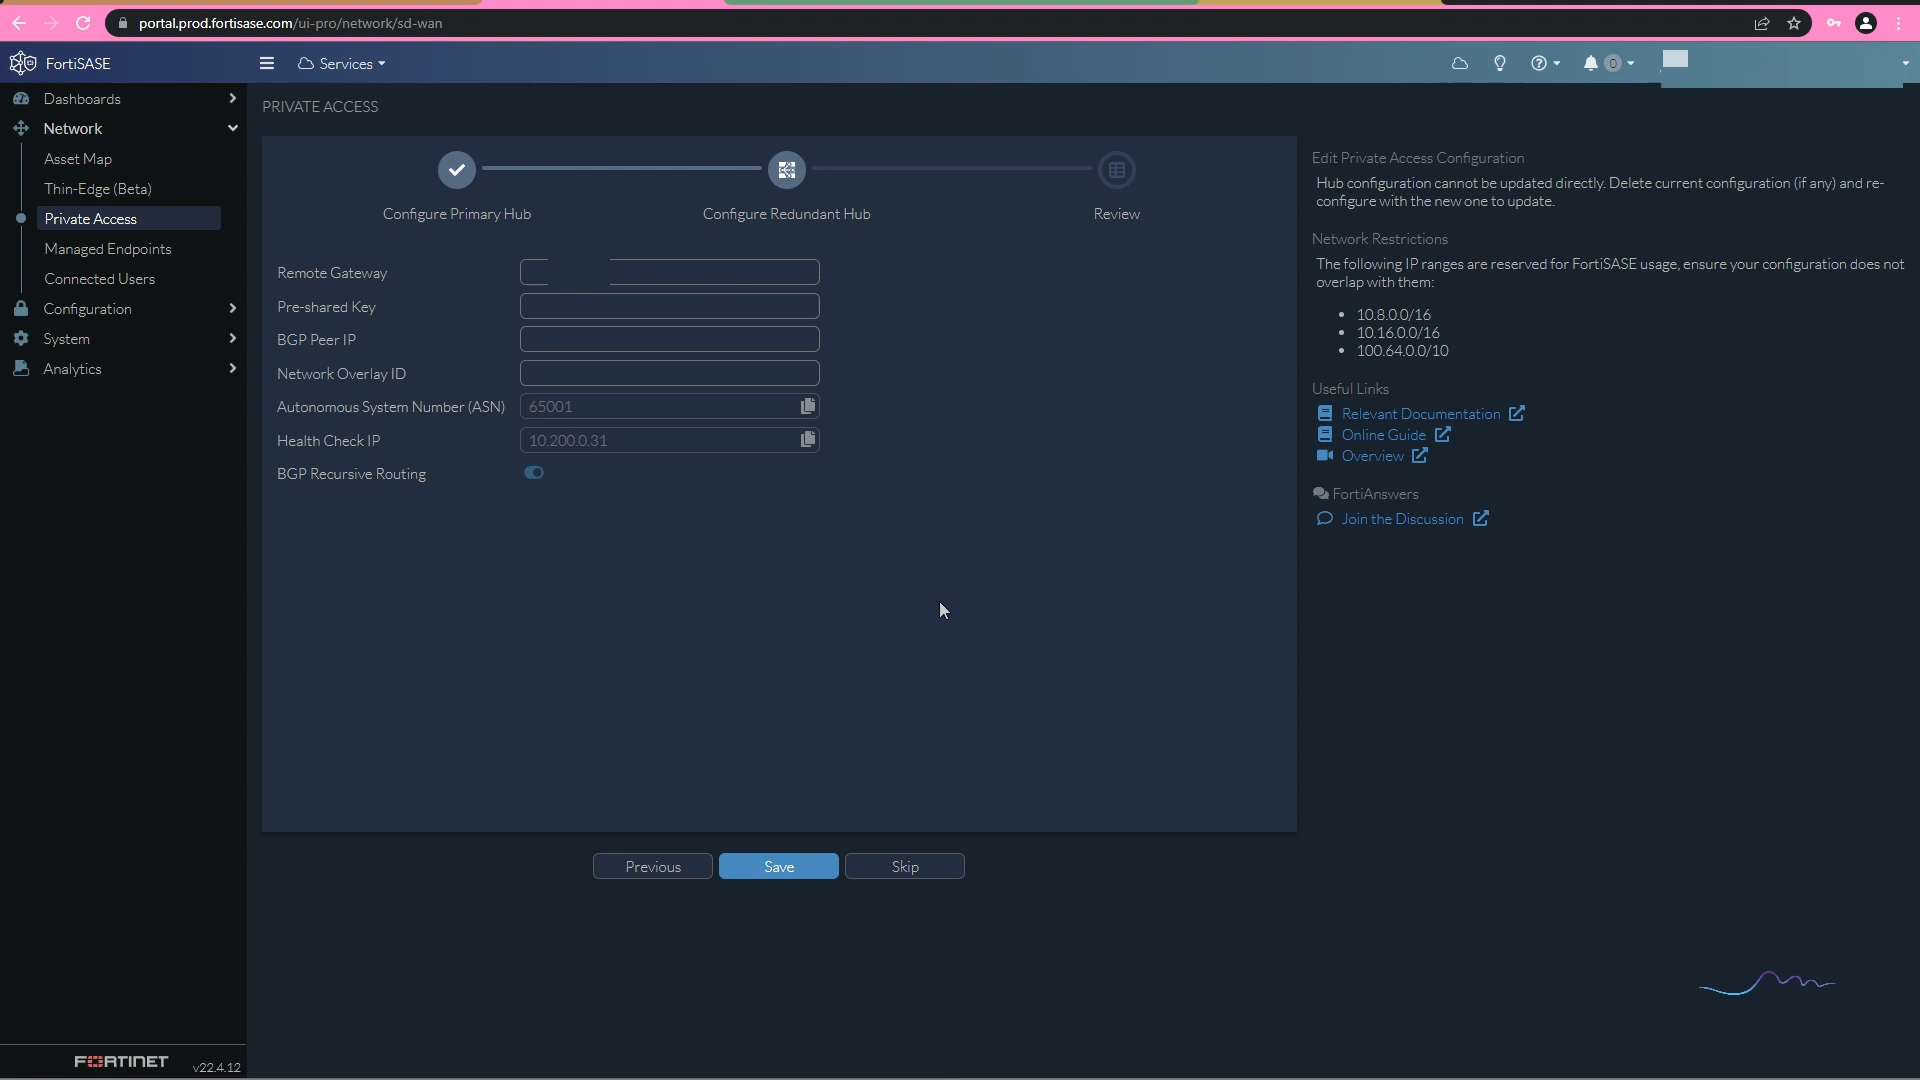 portal.prod.fortisase.com/ui-pro/network/sd-wan
FortiSASE
Services
0
Dashboards
Network
Asset Map
Thin-Edge (Beta)
Private Access
Managed Endpoints
Connected Users
Configuration
System
Analytics
PRIVATE ACCESS
Configure Primary Hub
Configure Redundant Hub
Review
Remote Gateway
Pre-shared Key
BGP Peer IP
Network Overlay ID
Autonomous System Number (ASN) 65001
Health Check IP 10.200.0.31
BGP Recursive Routing
Previous
Save
Skip
Edit Private Access Configuration
Hub configuration cannot be updated directly. Delete current configuration (if any) and re-
configure with the new one to update.
Network Restrictions
The following IP ranges are reserved for FortiSASE usage, ensure your configuration does not
overlap with them:
• 10.8.0.0/16
• 10.16.0.0/16
• 100.64.0.0/10
Useful Links
Relevant Documentation
Online Guide
Overview
FortiAnswers
Join the Discussion
FORTINET v22.4.12